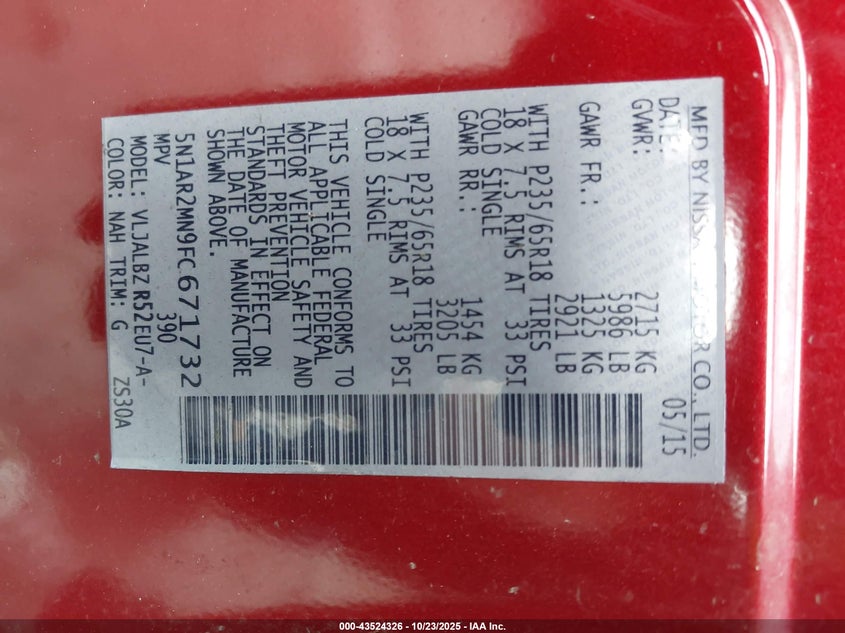 MFD BY NISSAN MOTOR CO., LTD.
DATE: 05/15
GVWR: 2715 KG
5986 LB
GAWR FR.: 1325 KG
2921 LB
WITH P235/65R18 TIRES
18 X 7.5 RIMS AT 33 PSI
COLD SINGLE
GAWR RR.: 1454 KG
3205 LB
WITH P235/65R18 TIRES
18 X 7.5 RIMS AT 33 PSI
COLD SINGLE
THIS VEHICLE CONFORMS TO
ALL APPLICABLE FEDERAL
MOTOR VEHICLE SAFETY AND
THEFT PREVENTION
STANDARDS IN EFFECT ON
THE DATE OF MANUFACTURE
SHOWN ABOVE.
5N1AR2MN9FC671732
MPV 390
MODEL: VLJALBZ R52EU7-A-
COLOR: NAH TRIM: G ZS30A
000-43524326 - 10/23/2025 - IAA Inc.